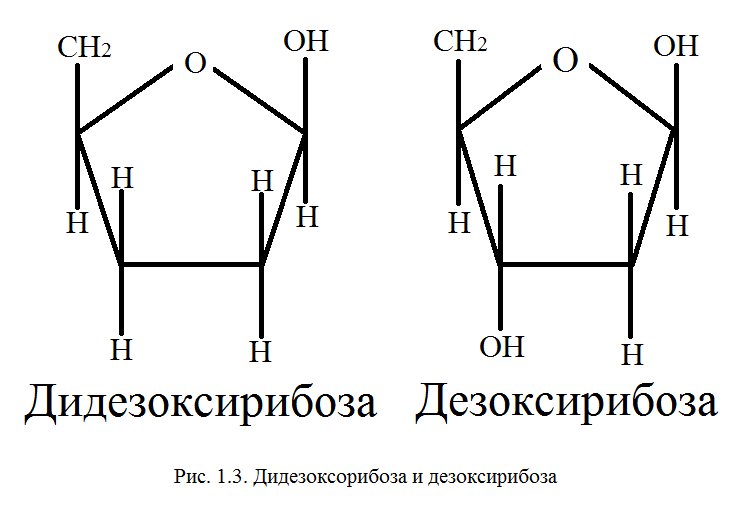 CH2 O OH CH2 O OH
H H H H H H H H
H H OH H
Дидезоксирибоза Дезоксирибоза
Рис. 1.3. Дидезоксорибоза и дезоксирибоза